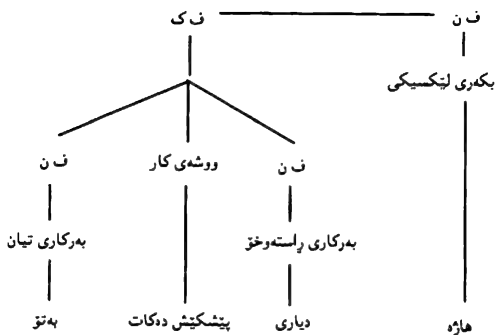 ف ن ف ک
بکەری لێکسیکی
ف ن ووشەی کار ف ن
بەرکاری ڕاستەوخۆ بەرکاری تیان
هاژە دیاری پێشکێش دەکات بەتۆ